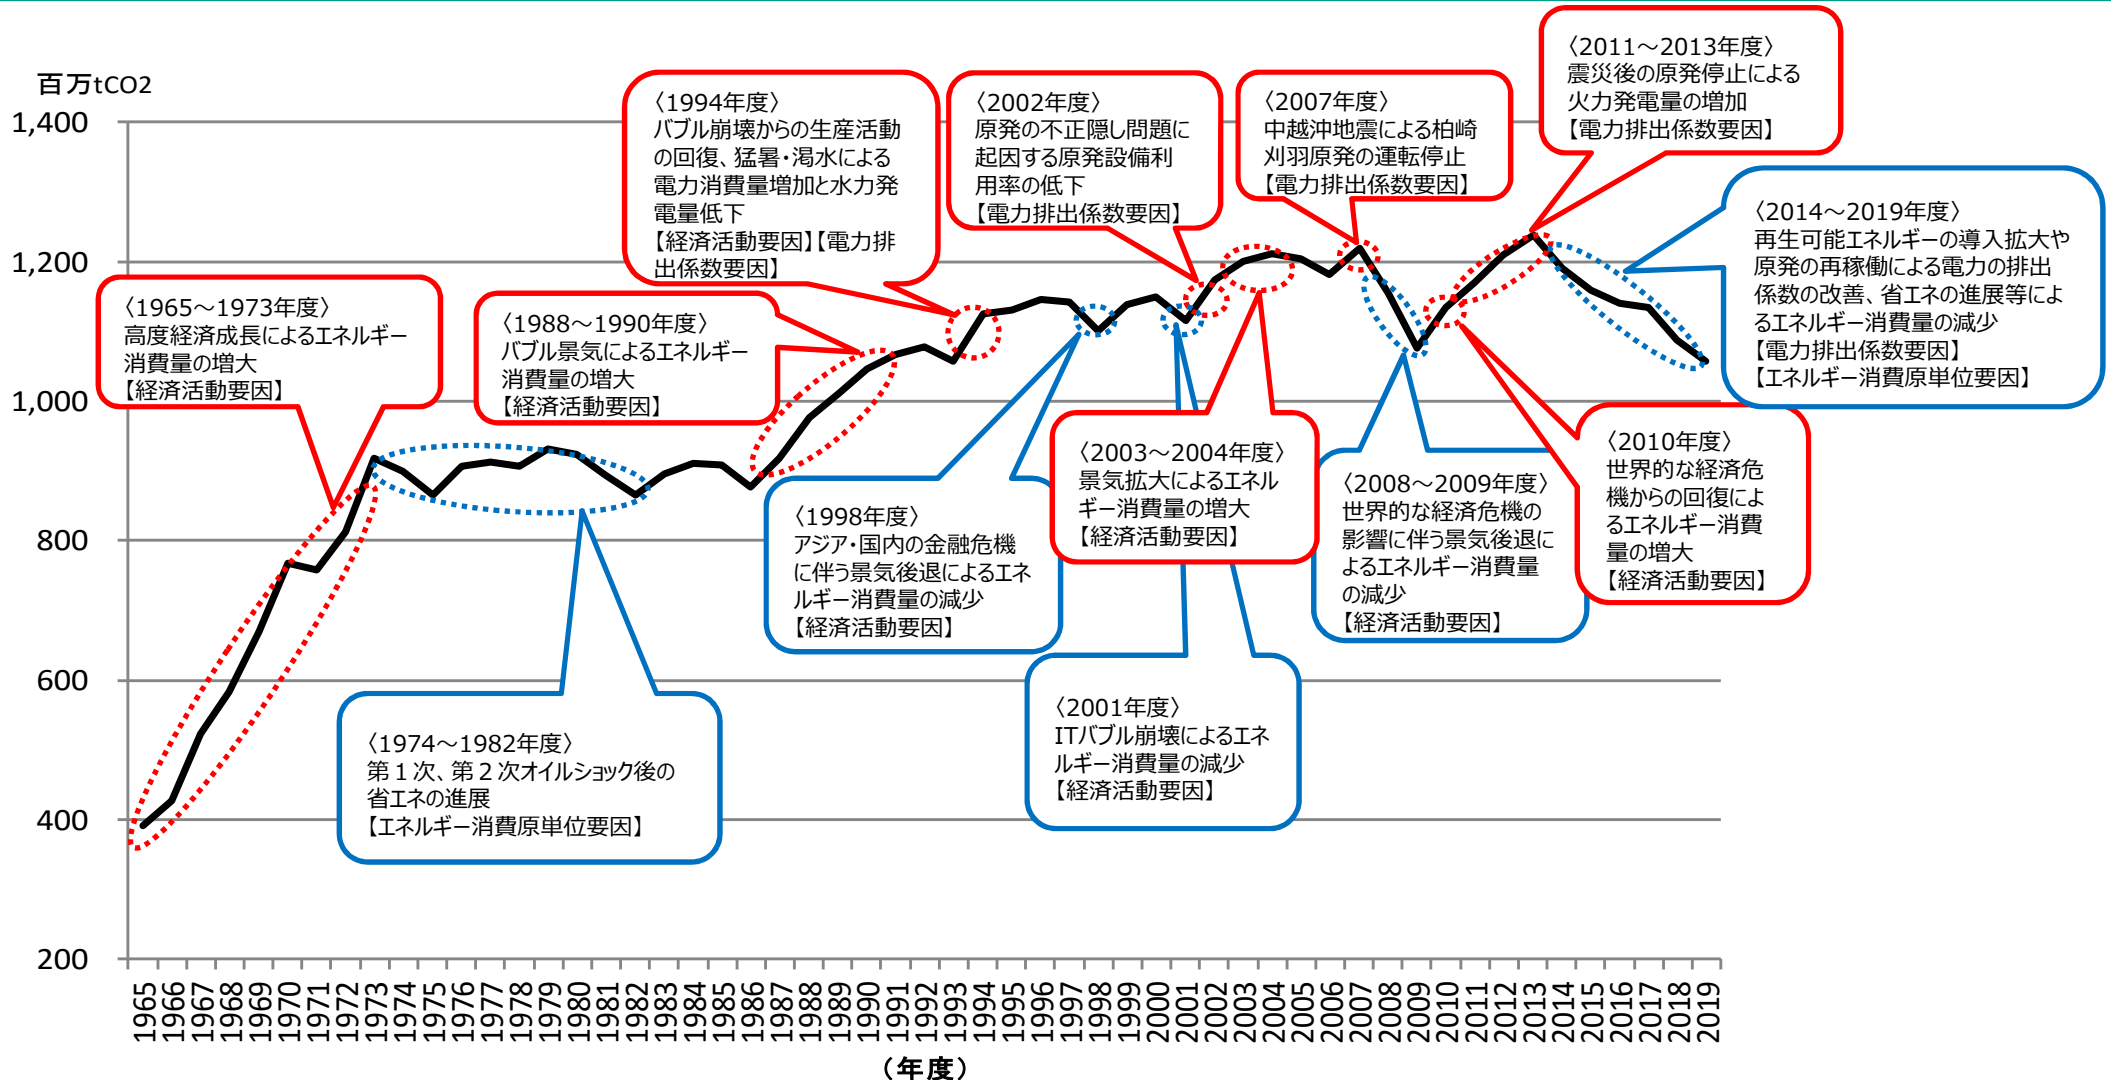 百万tCO2
1,400
1,200
1,000
800
600
400
200
〈1965～1973年度〉
高度経済成長によるエネルギー
消費量の増大
【経済活動要因】
〈1974～1982年度〉
第１次、第２次オイルショック後の
省エネの進展
【エネルギー消費原単位要因】
〈1988～1990年度〉
バブル景気によるエネルギー
消費量の増大
【経済活動要因】
〈1994年度〉
バブル崩壊からの生産活動
の回復、猛暑・渇水による
電力消費量増加と水力発
電量低下
【経済活動要因】【電力排
出係数要因】
〈1998年度〉
アジア・国内の金融危機
に伴う景気後退によるエネ
ルギー消費量の減少
【経済活動要因】
〈2001年度〉
ITバブル崩壊によるエネ
ルギー消費量の減少
【経済活動要因】
〈2002年度〉
原発の不正隠し問題に
起因する原発設備利
用率の低下
【電力排出係数要因】
〈2003～2004年度〉
景気拡大によるエネル
ギー消費量の増大
【経済活動要因】
〈2007年度〉
中越沖地震による柏崎
刈羽原発の運転停止
【電力排出係数要因】
〈2008～2009年度〉
世界的な経済危機の
影響に伴う景気後退に
よるエネルギー消費量
の減少
【経済活動要因】
〈2010年度〉
世界的な経済危
機からの回復によ
るエネルギー消費
量の増大
【経済活動要因】
〈2011～2013年度〉
震災後の原発停止による
火力発電量の増加
【電力排出係数要因】
〈2014～2019年度〉
再生可能エネルギーの導入拡大や
原発の再稼働による電力の排出
係数の改善、省エネの進展等によ
るエネルギー消費量の減少
【電力排出係数要因】
【エネルギー消費原単位要因】
1965
1966
1967
1968
1969
1970
1971
1972
1973
1974
1975
1976
1977
1978
1979
1980
1981
1982
1983
1984
1985
1986
1987
1988
1989
1990
1991
1992
1993
1994
1995
1996
1997
1998
1999
2000
2001
2002
2003
2004
2005
2006
2007
2008
2009
2010
2011
2012
2013
2014
2015
2016
2017
2018
2019
（年度）